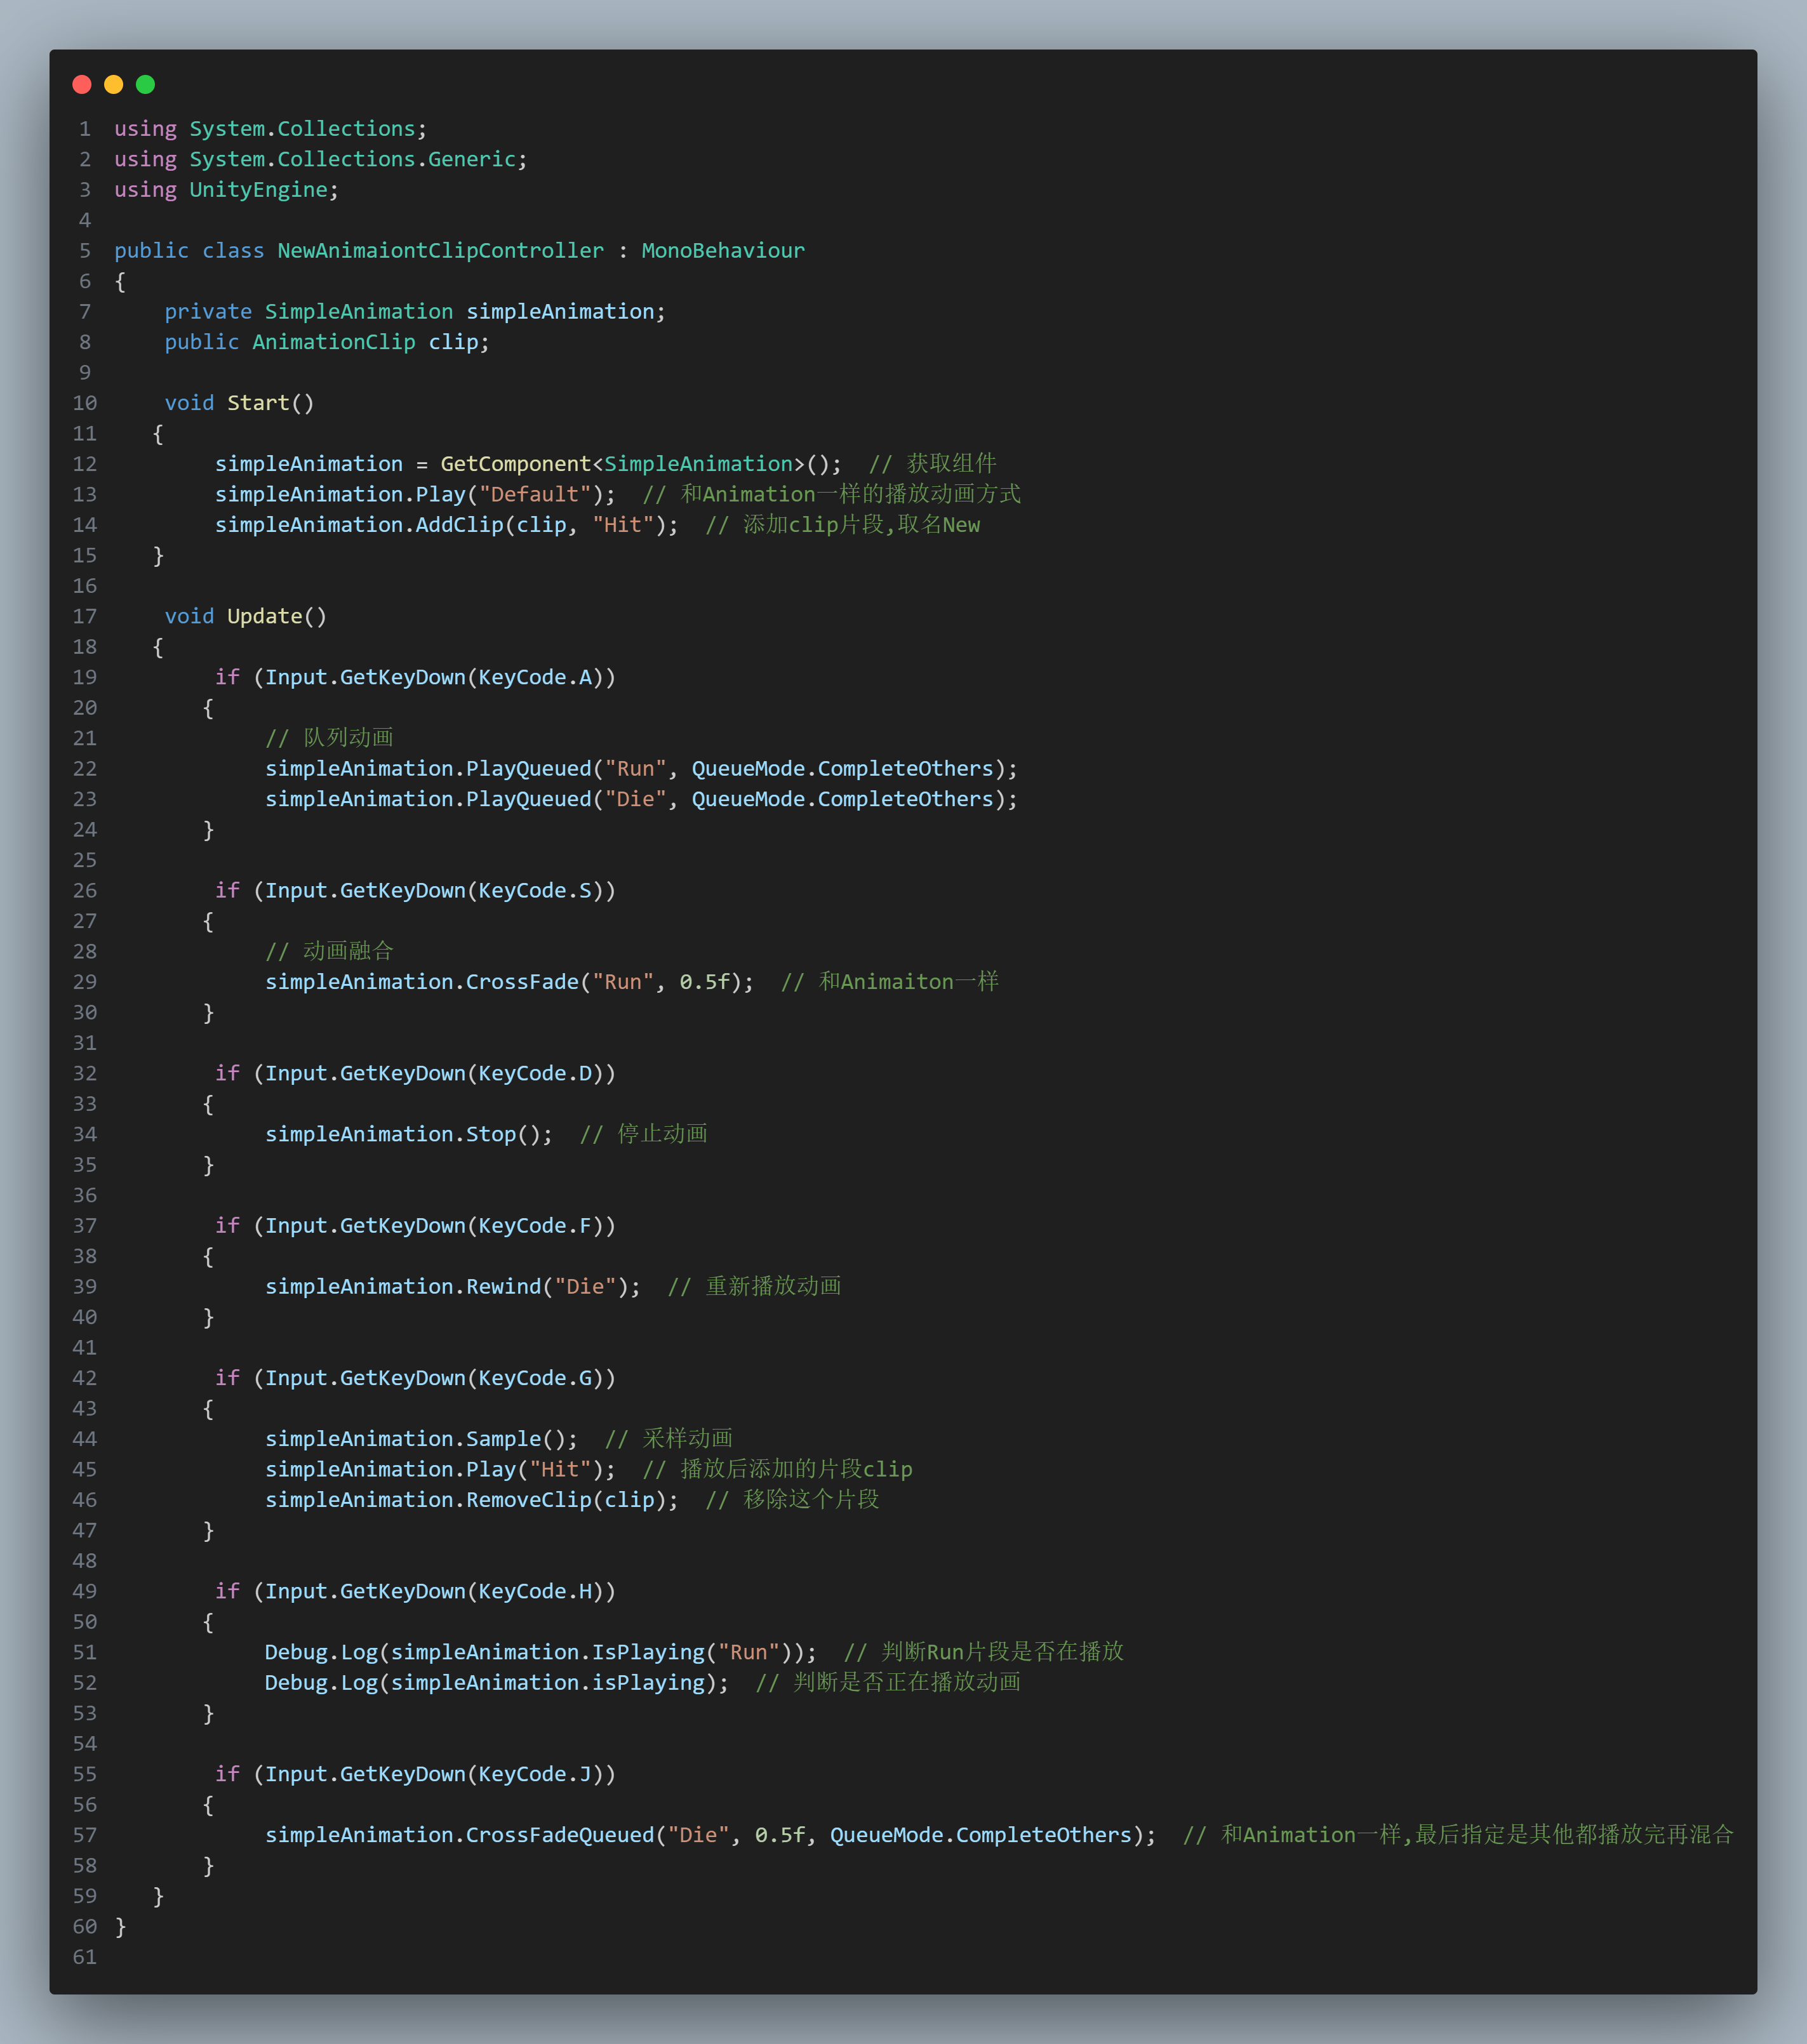 1 using System.Collections;
2 using System.Collections.Generic;
3 using UnityEngine;
4
5 public class NewAnimaiontClipController : MonoBehaviour
6 {
7     private SimpleAnimation simpleAnimation;
8     public AnimationClip clip;
9
10     void Start()
11    {
12         simpleAnimation = GetComponent<SimpleAnimation>();  // 获取组件
13         simpleAnimation.Play("Default");  // 和Animation一样的播放动画方式
14         simpleAnimation.AddClip(clip, "Hit");  // 添加clip片段,取名New
15    }
16
17     void Update()
18    {
19         if (Input.GetKeyDown(KeyCode.A))
20        {
21             // 队列动画
22             simpleAnimation.PlayQueued("Run", QueueMode.CompleteOthers);
23             simpleAnimation.PlayQueued("Die", QueueMode.CompleteOthers);
24        }
25
26         if (Input.GetKeyDown(KeyCode.S))
27        {
28             // 动画融合
29             simpleAnimation.CrossFade("Run", 0.5f);  // 和Animaiton一样
30        }
31
32         if (Input.GetKeyDown(KeyCode.D))
33        {
34             simpleAnimation.Stop();  // 停止动画
35        }
36
37         if (Input.GetKeyDown(KeyCode.F))
38        {
39             simpleAnimation.Rewind("Die");  // 重新播放动画
40        }
41
42         if (Input.GetKeyDown(KeyCode.G))
43        {
44             simpleAnimation.Sample();  // 采样动画
45             simpleAnimation.Play("Hit");  // 播放后添加的片段clip
46             simpleAnimation.RemoveClip(clip);  // 移除这个片段
47        }
48
49         if (Input.GetKeyDown(KeyCode.H))
50        {
51             Debug.Log(simpleAnimation.IsPlaying("Run"));  // 判断Run片段是否在播放
52             Debug.Log(simpleAnimation.isPlaying);  // 判断是否正在播放动画
53        }
54
55         if (Input.GetKeyDown(KeyCode.J))
56        {
57             simpleAnimation.CrossFadeQueued("Die", 0.5f, QueueMode.CompleteOthers);  // 和Animation一样,最后指定是其他都播放完再混合
58        }
59    }
60 }
61